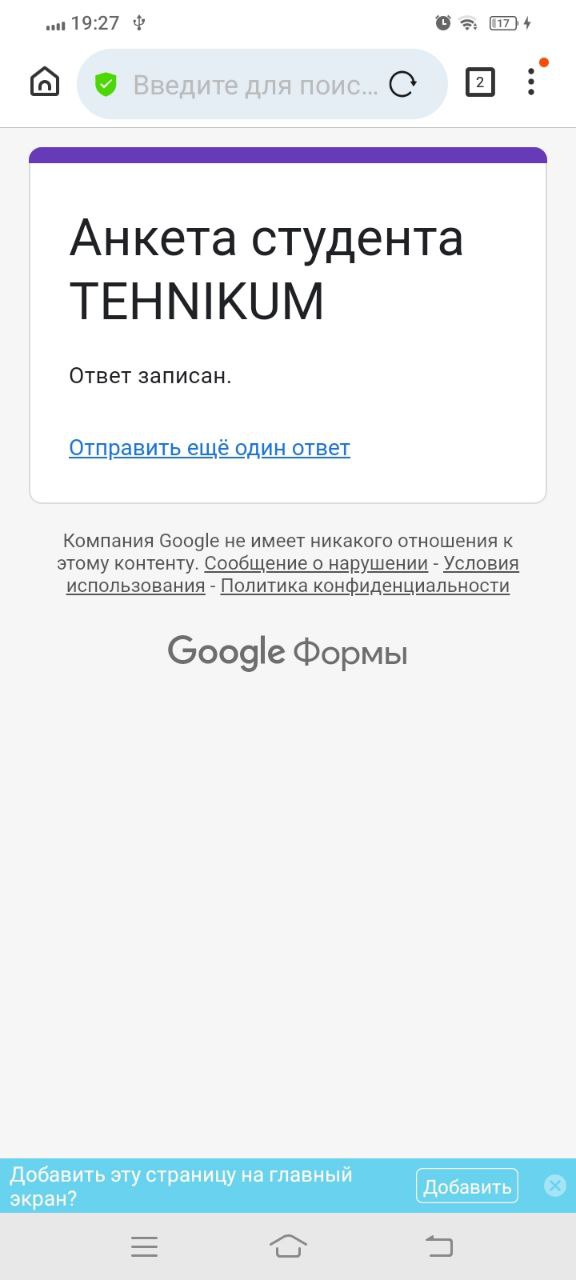 19:27
17
Введите для поис...
2
Анкета студента
TEHNIKUM
Ответ записан.
Отправить ещё один ответ
Компания Google не имеет никакого отношения к
этому контенту. Сообщение о нарушении - Условия
использования - Политика конфиденциальности
Google Формы
Добавить эту страницу на главный
экран?
Добавить